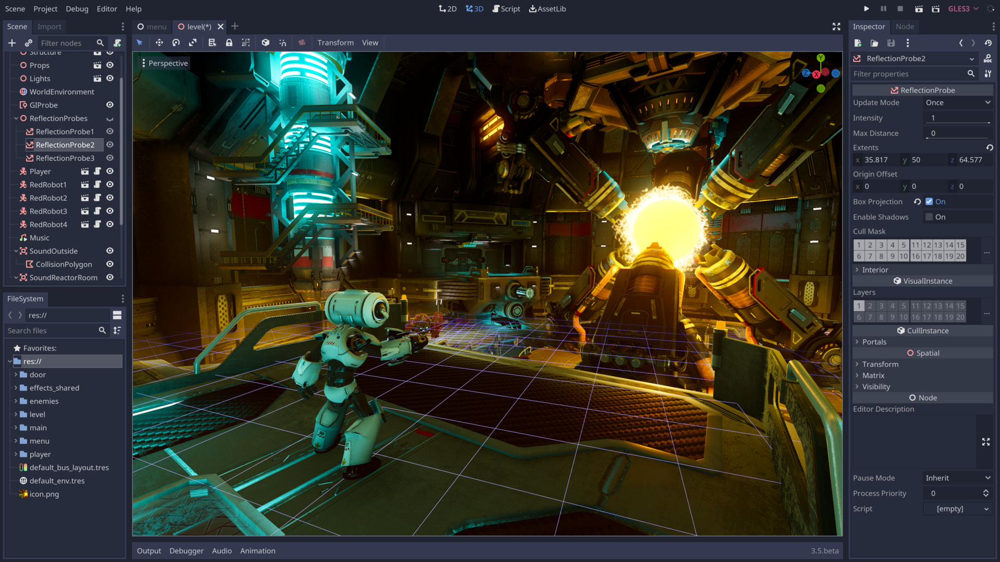 Scene Project Debug Editor Help
2D 3D Script AssetLib
GLES3
Scene Import
Filter nodes
Structure
Props
Lights
WorldEnvironment
GIProbe
ReflectionProbes
ReflectionProbe1
ReflectionProbe2
ReflectionProbe3
Player
RedRobot1
RedRobot2
RedRobot3
RedRobot4
Music
SoundOutside
CollisionPolygon
SoundReactorRoom
FileSystem
res://
Search files
Favorites:
res://
door
effects_shared
enemies
level
main
menu
player
default_bus_layout.tres
default_env.tres
icon.png
menu level(*)
Transform View
Perspective
Y
Z X
Output Debugger Audio Animation 3.5.beta
Inspector Node
ReflectionProbe2
Filter properties
ReflectionProbe
Update Mode Once
Intensity 1
Max Distance 0
Extents
x 35.817 y 50 z 64.577
Origin Offset
x 0 y 0 z 0
Box Projection On
Enable Shadows On
Cull Mask
1 2 3 4 5 11 12 13 14 15
6 7 8 9 10 16 17 18 19 20
...
Interior
VisualInstance
Layers
1 2 3 4 5 11 12 13 14 15
6 7 8 9 10 16 17 18 19 20
...
CullInstance
Portals
Spatial
Transform
Matrix
Visibility
Node
Editor Description
Pause Mode Inherit
Process Priority 0
Script [empty]